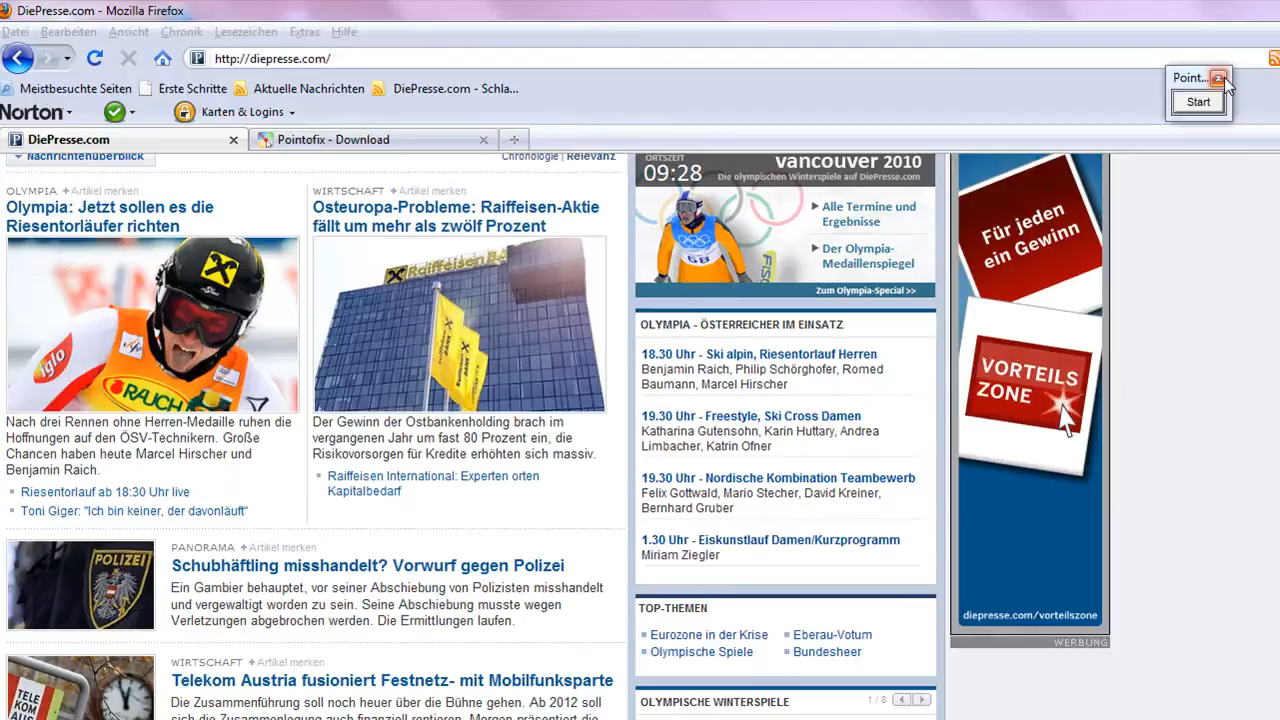 DiePresse.com - Mozilla Firefox
Datei Bearbeiten Ansicht Chronik Lesezeichen Extras Hilfe
http://diepresse.com/
Point...
Start
Meistbesuchte Seiten Erste Schritte Aktuelle Nachrichten DiePresse.com - Schla...
Norton Karten & Logins
DiePresse.com Pointofix - Download
Nachrichtenüberblick Chronologie | Relevanz
OLYMPIA +Artikel merken
Olympia: Jetzt sollen es die
Riesentorläufer richten
iglo
RAUCH
Nach drei Rennen ohne Herren-Medaille ruhen die
Hoffnungen auf den ÖSV-Technikern. Große
Chancen haben heute Marcel Hirscher und
Benjamin Raich.
Riesentorlauf ab 18:30 Uhr live
Toni Giger: "Ich bin keiner, der davonläuft"
WIRTSCHAFT +Artikel merken
Osteuropa-Probleme: Raiffeisen-Aktie
fällt um mehr als zwölf Prozent
Der Gewinn der Ostbankenholding brach im
vergangenen Jahr um fast 80 Prozent ein, die
Risikovorsorgen für Kredite erhöhten sich massiv.
Raiffeisen International: Experten orten
Kapitalbedarf
POLIZEI
PANORAMA +Artikel merken
Schubhäftling misshandelt? Vorwurf gegen Polizei
Ein Gambier behauptet, vor seiner Abschiebung von Polizisten misshandelt
und vergewaltigt worden zu sein. Seine Abschiebung musste wegen
Verletzungen abgebrochen werden. Die Ermittlungen laufen.
TELE
KOM
AUS
WIRTSCHAFT +Artikel merken
Telekom Austria fusioniert Festnetz- mit Mobilfunksparte
Die Zusammenführung soll noch heuer über die Bühne gehen. Ab 2012 soll
ORTSZEIT
09:28
vancouver 2010
Die olympischen Winterspiele auf DiePresse.com
Alle Termine und
Ergebnisse
Der Olympia-
Medaillenspiegel
68
Zum Olympia-Special >>
OLYMPIA - ÖSTERREICHER IM EINSATZ
18.30 Uhr - Ski alpin, Riesentorlauf Herren
Benjamin Raich, Philip Schörghofer, Romed
Baumann, Marcel Hirscher
19.30 Uhr - Freestyle, Ski Cross Damen
Katharina Gutensohn, Karin Huttary, Andrea
Limbacher, Katrin Ofner
19.30 Uhr - Nordische Kombination Teambewerb
Felix Gottwald, Mario Stecher, David Kreiner,
Bernhard Gruber
1.30 Uhr - Eiskunstlauf Damen/Kurzprogramm
Miriam Ziegler
TOP-THEMEN
Eurozone in der Krise Eberau-Votum
Olympische Spiele Bundesheer
OLYMPISCHE WINTERSPIELE 1 / 8
Für jeden
ein Gewinn
VORTEILS
ZONE
diepresse.com/vorteilszone
WERBUNG